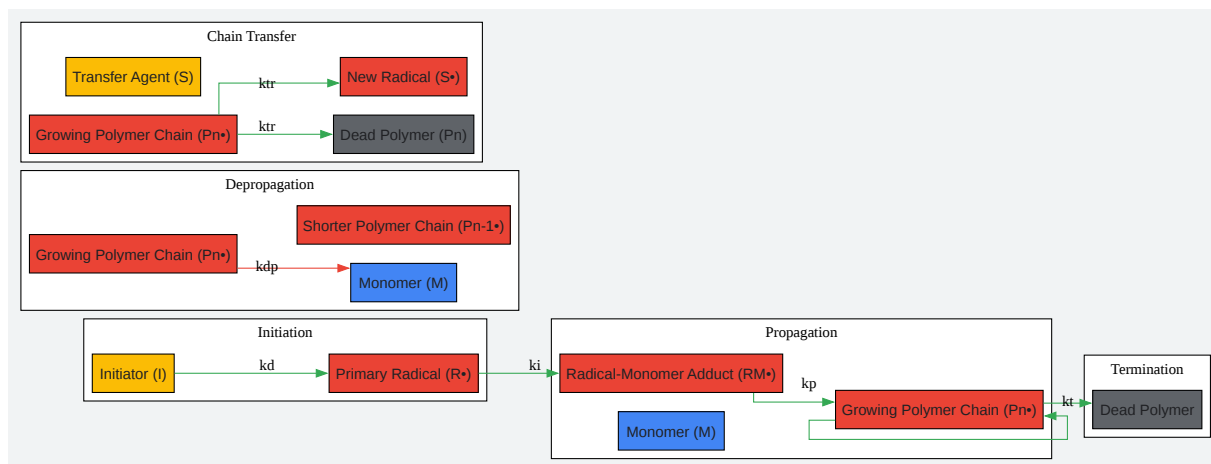 Chain Transfer
Transfer Agent (S)
ktr
New Radical (S•)
Growing Polymer Chain (Pn•)
ktr
Dead Polymer (Pn)
Depropagation
Shorter Polymer Chain (Pn-1•)
Growing Polymer Chain (Pn•)
kdp
Monomer (M)
Initiation
Initiator (I)
kd
Primary Radical (R•)
ki
Propagation
Radical-Monomer Adduct (RM•)
kp
Growing Polymer Chain (Pn•)
Monomer (M)
kt
Termination
Dead Polymer